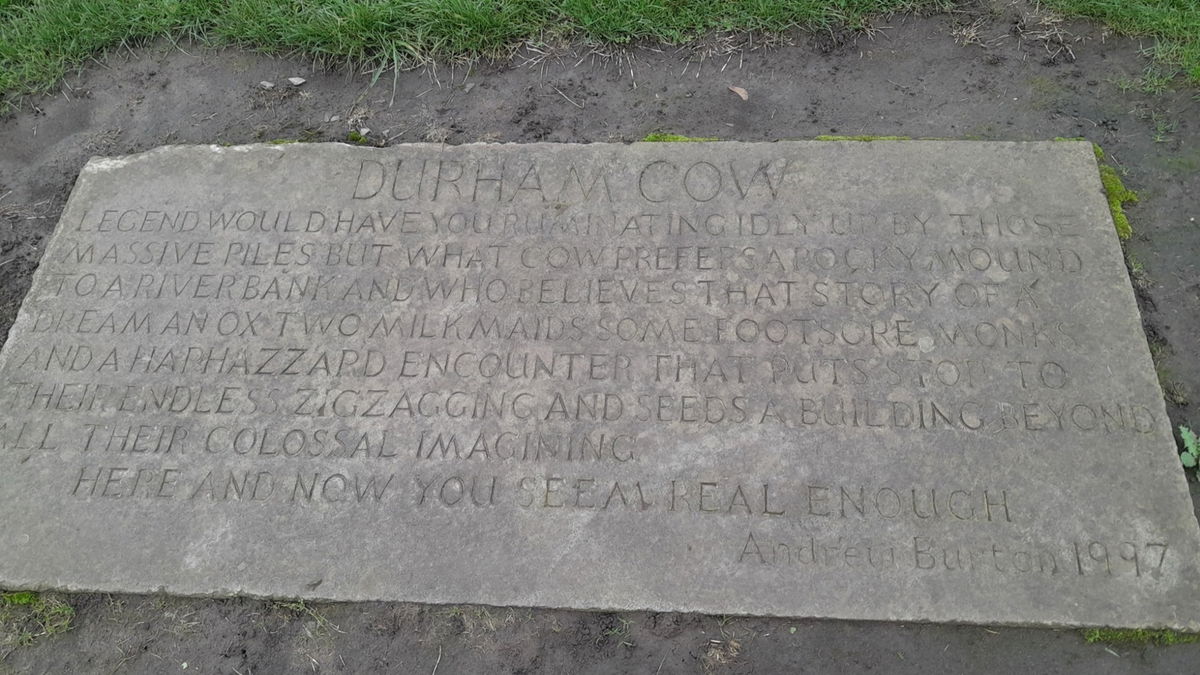 DURHAM COW
LEGEND WOULD HAVE YOU RUMINATING IDLY UP BY THOSE
MASSIVE PILES BUT WHAT COW PREFERS A ROCKY MOUND
TO A RIVER BANK AND WHO BELIEVES THAT STORY OF A
DREAM AN OX TWO MILKMAIDS SOME FOOTSORE MONKS
AND A HAPHAZZARD ENCOUNTER THAT PUTS STOP TO
THEIR ENDLESS ZIGZAGGING AND SEEDS A BUILDING BEYOND
ALL THEIR COLOSSAL IMAGINING
HERE AND NOW YOU SEEM REAL ENOUGH
Andrew Burton 1997